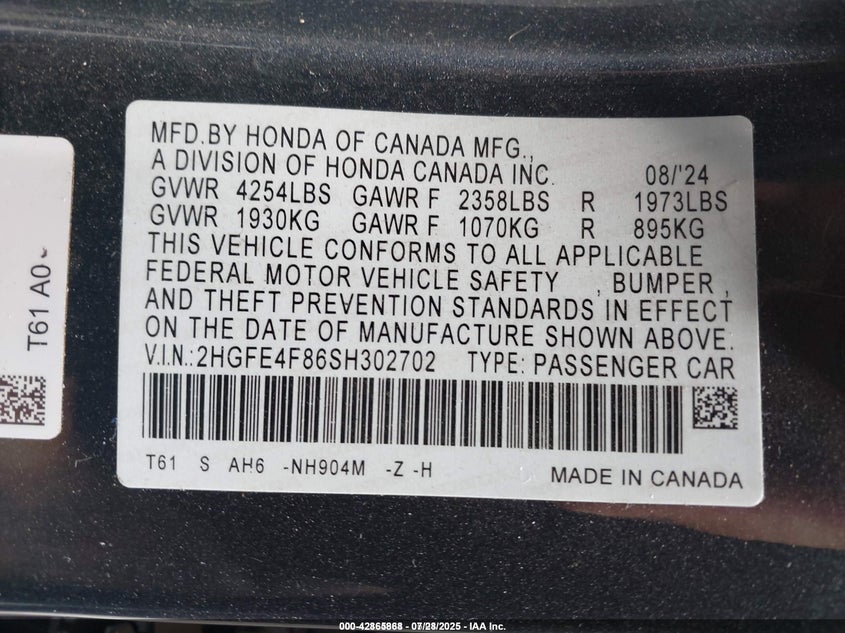 MFD.BY HONDA OF CANADA MFG.,
A DIVISION OF HONDA CANADA INC. 08/'24
GVWR 4254LBS GAWR F 2358LBS R 1973LBS
GVWR 1930KG GAWR F 1070KG R 895KG
THIS VEHICLE CONFORMS TO ALL APPLICABLE
FEDERAL MOTOR VEHICLE SAFETY , BUMPER ,
AND THEFT PREVENTION STANDARDS IN EFFECT
ON THE DATE OF MANUFACTURE SHOWN ABOVE.
V.I.N.:2HGFE4F86SH302702 TYPE: PASSENGER CAR
T61 S AH6 -NH904M -Z -H
MADE IN CANADA
T61 A0
000-42865868 - 07/28/2025 - IAA Inc.